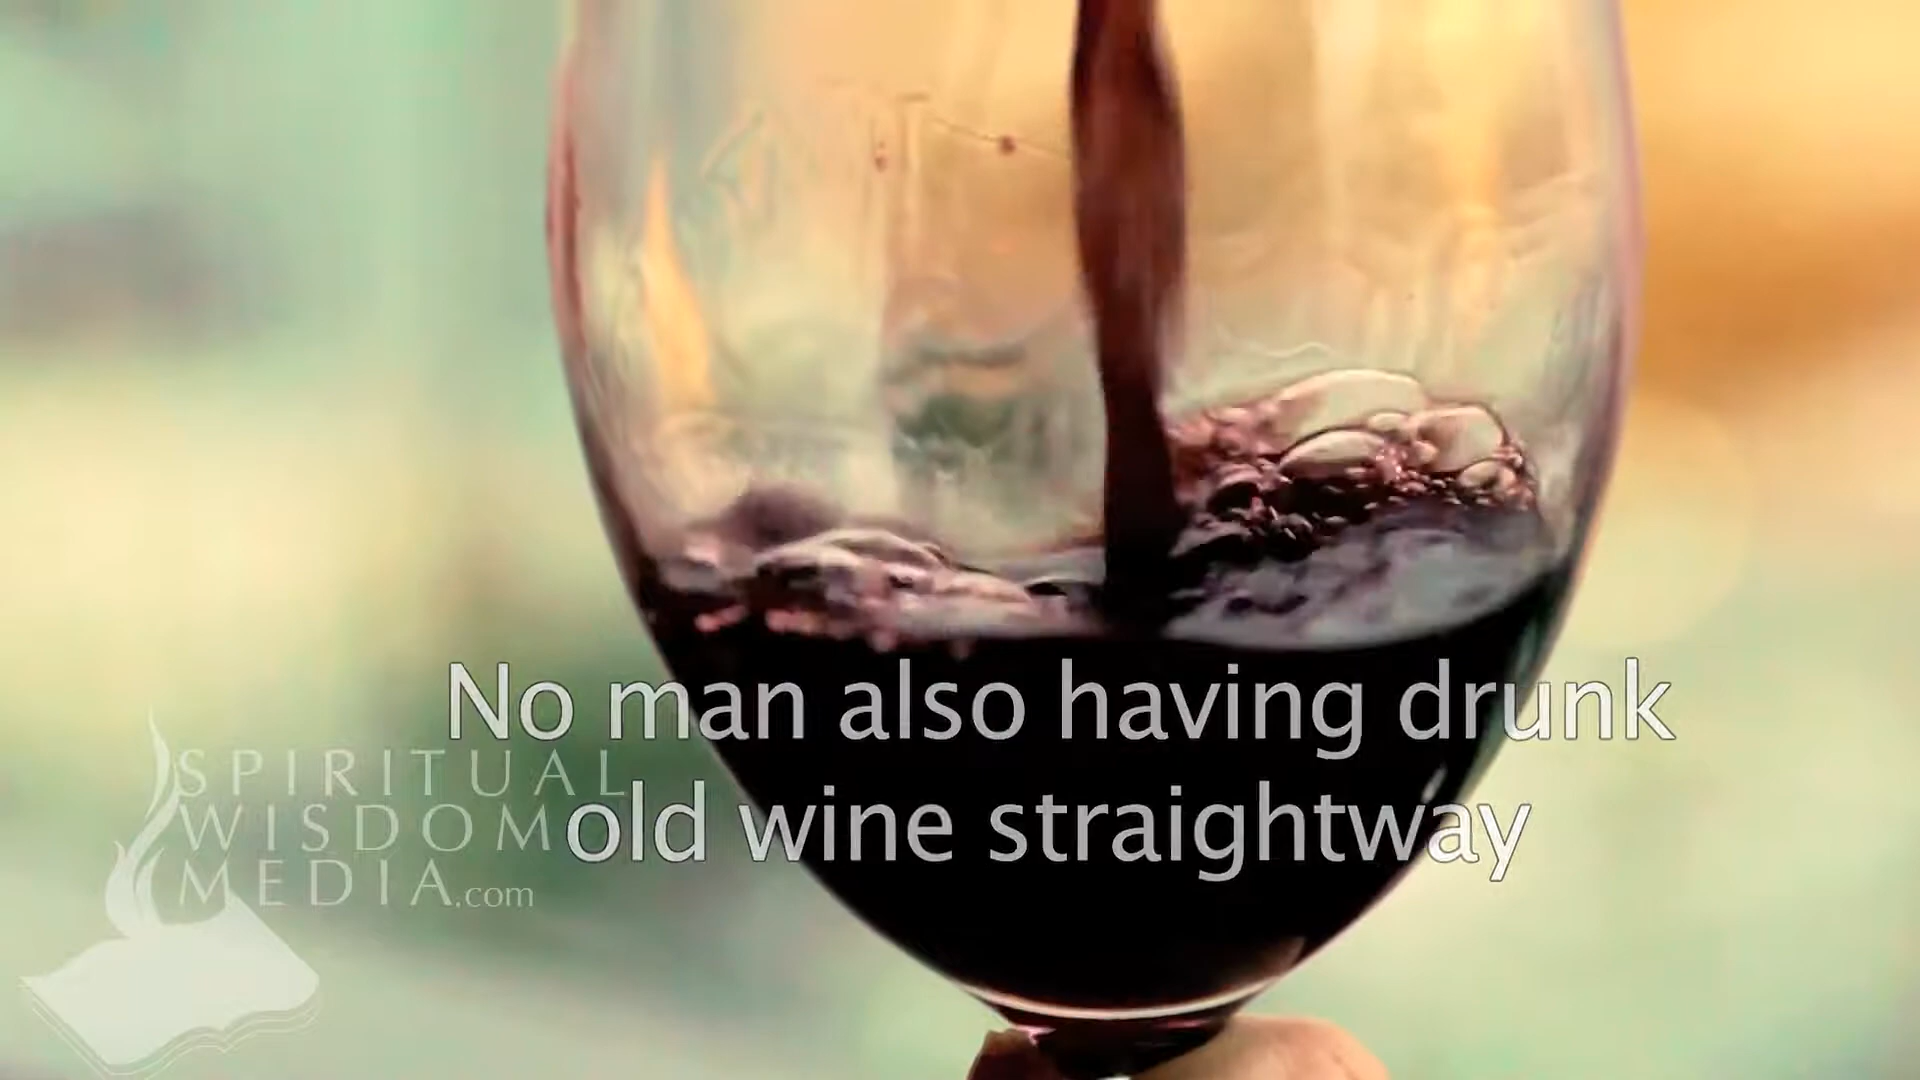 No man also having drunk
old wine straightway
SPIRITUAL
WISDOM
MEDIA.com